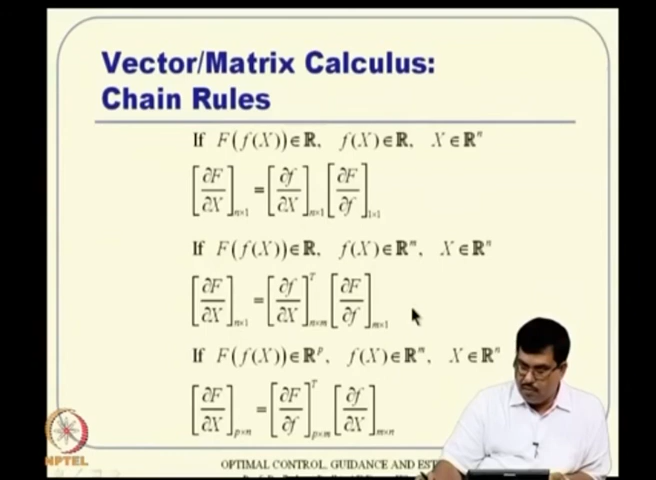 Vector/Matrix Calculus:
Chain Rules
If F(f(X)) ∈ ℝ, f(X) ∈ ℝ, X ∈ ℝⁿ
[∂F/∂X]ₙₓ₁ = [∂f/∂X]ₙₓ₁ [∂F/∂f]₁ₓ₁
If F(f(X)) ∈ ℝ, f(X) ∈ ℝᵐ, X ∈ ℝⁿ
[∂F/∂X]ₙₓ₁ = [∂f/∂X]ᵀₙₓₘ [∂F/∂f]ₘₓ₁
If F(f(X)) ∈ ℝᵖ, f(X) ∈ ℝᵐ, X ∈ ℝⁿ
[∂F/∂X]ₚₓₙ = [∂F/∂f]ᵀₚₓₘ [∂f/∂X]ₘₓₙ
NPTEL
OPTIMAL CONTROL, GUIDANCE AND EST